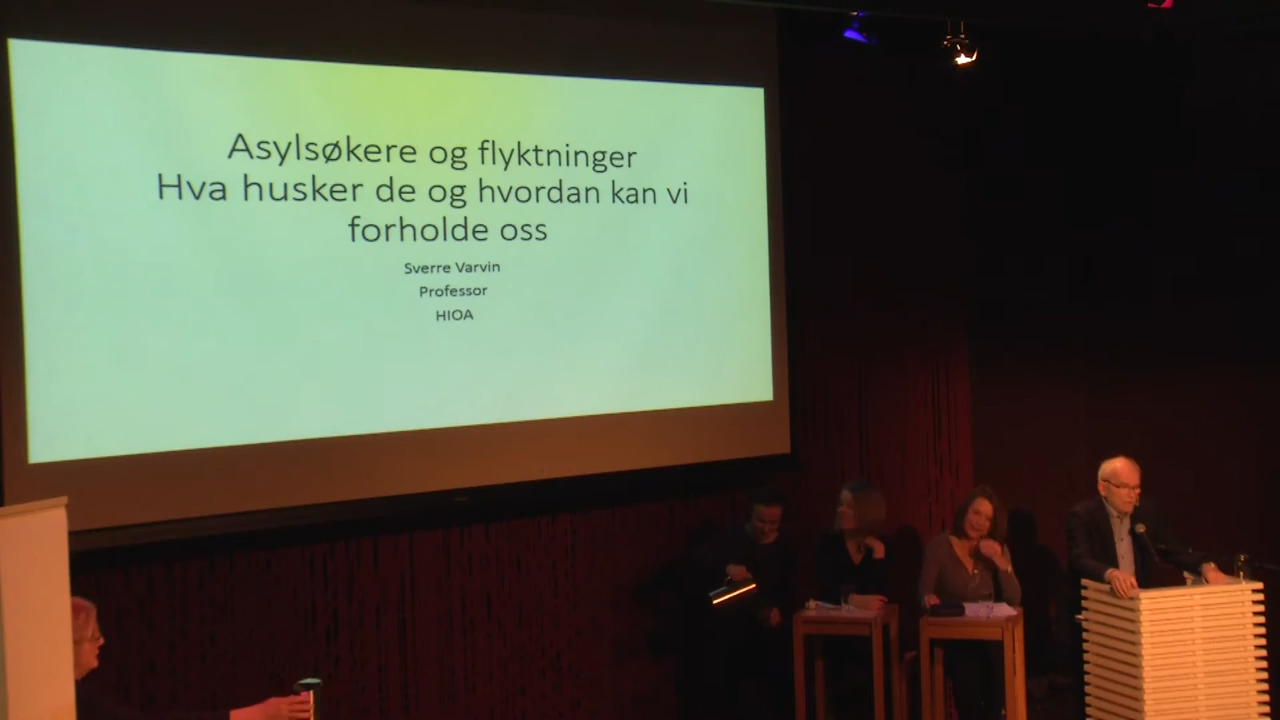 Asylsøkere og flyktninger
Hva husker de og hvordan kan vi
forholde oss
Sverre Varvin
Professor
HIOA